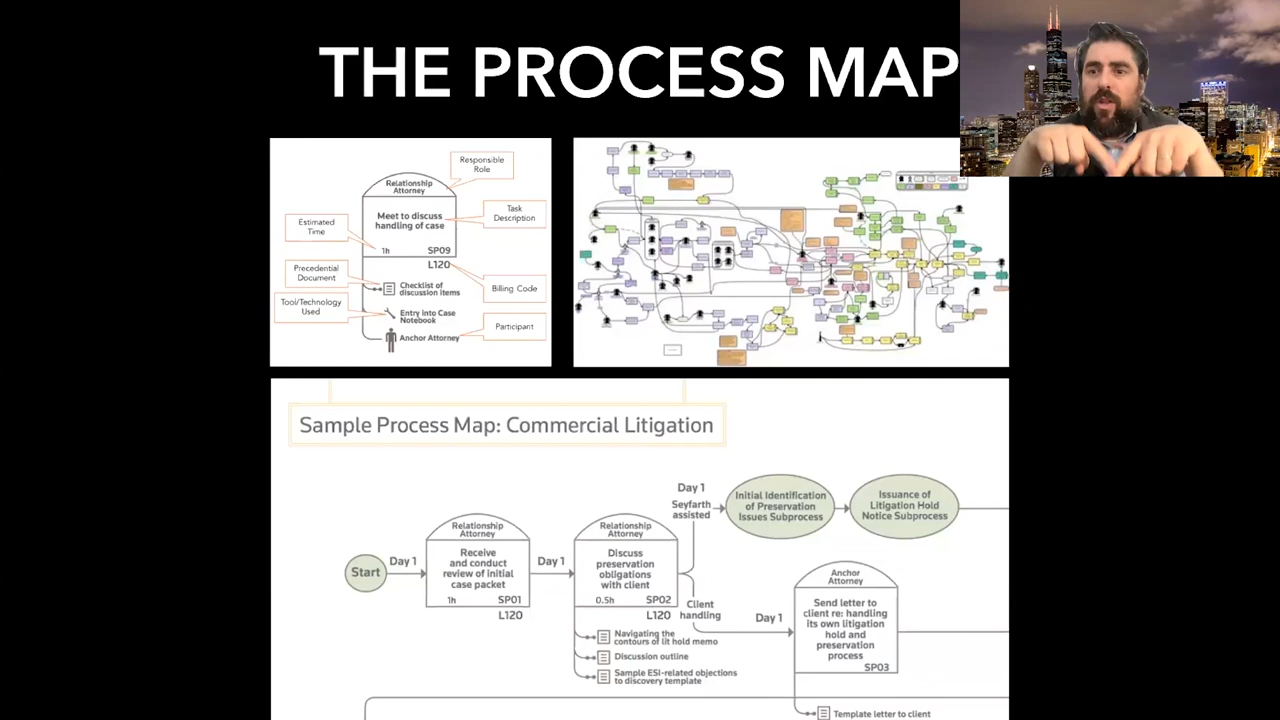 THE PROCESS MAP
Responsible
Role
Relationship
Attorney
Meet to discuss
handling of case
1h
SP09
L120
Task
Description
Estimated
Time
Precedential
Document
Tool/Technology
Used
Checklist of
discussion items
Entry into Case
Notebook
Anchor Attorney
Billing Code
Participant
Sample Process Map: Commercial Litigation
Start
Day 1
Relationship
Attorney
Receive
and conduct
review of initial
case packet
1h
SP01
L120
Day 1
Relationship
Attorney
Discuss
preservation
obligations
with client
0.5h
SP02
L120
Navigating the
contours of lit hold memo
Discussion outline
Sample ESI-related objections
to discovery template
Day 1
Seyfarth
assisted
Initial Identification
of Preservation
Issues Subprocess
Issuance of
Litigation Hold
Notice Subprocess
Client
handling
Day 1
Anchor
Attorney
Send letter to
client re: handling
its own litigation
hold and
preservation
process
SP03
Template letter to client